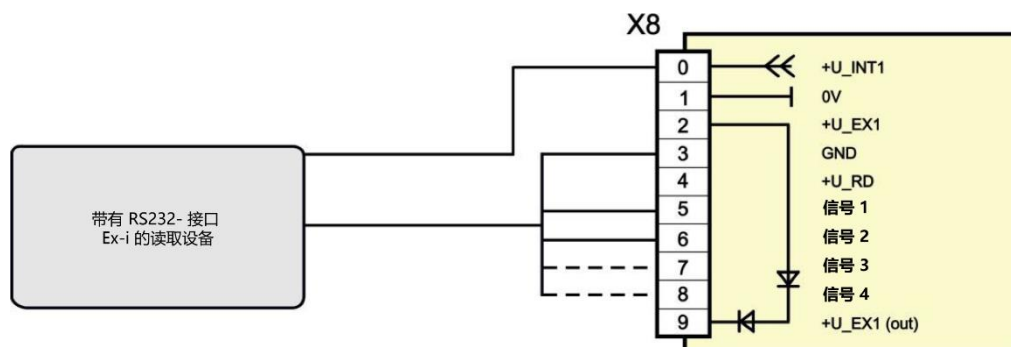 X8
0 +U_INT1
1 0V
2 +U_EX1
3 GND
4 +U_RD
5 信号 1
6 信号 2
7 信号 3
8 信号 4
9 +U_EX1 (out)
带有 RS232- 接口
Ex-i 的读取设备